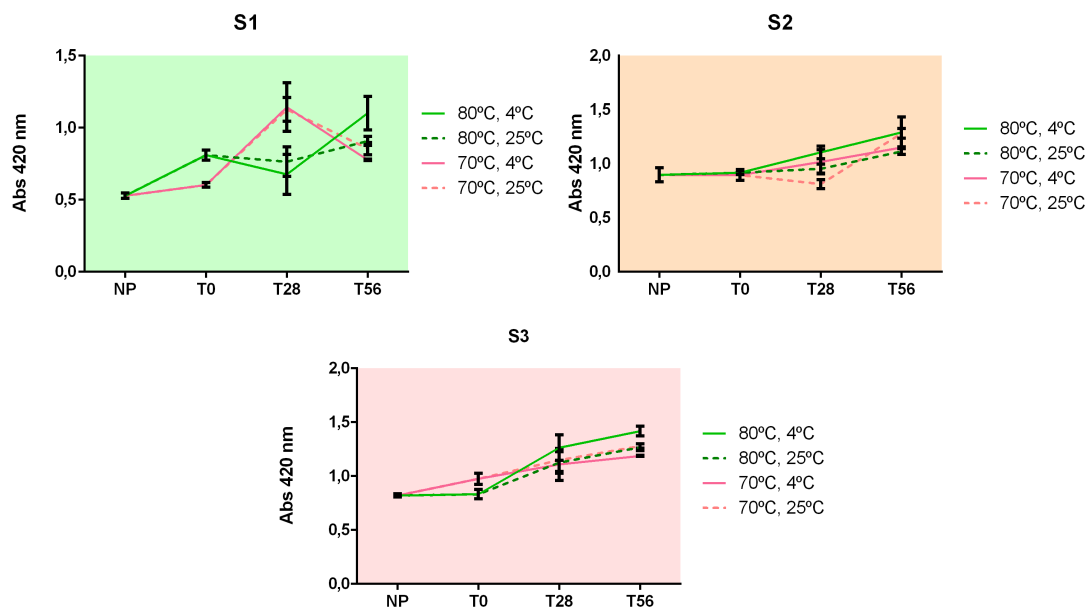 S1
Abs 420 nm
1,5
1,0
0,5
0,0
NP T0 T28 T56
80ºC, 4ºC
80ºC, 25ºC
70ºC, 4ºC
70ºC, 25ºC
S2
Abs 420 nm
2,0
1,5
1,0
0,5
0,0
NP T0 T28 T56
80ºC, 4ºC
80ºC, 25ºC
70ºC, 4ºC
70ºC, 25ºC
S3
Abs 420 nm
2,0
1,5
1,0
0,5
0,0
NP T0 T28 T56
80ºC, 4ºC
80ºC, 25ºC
70ºC, 4ºC
70ºC, 25ºC